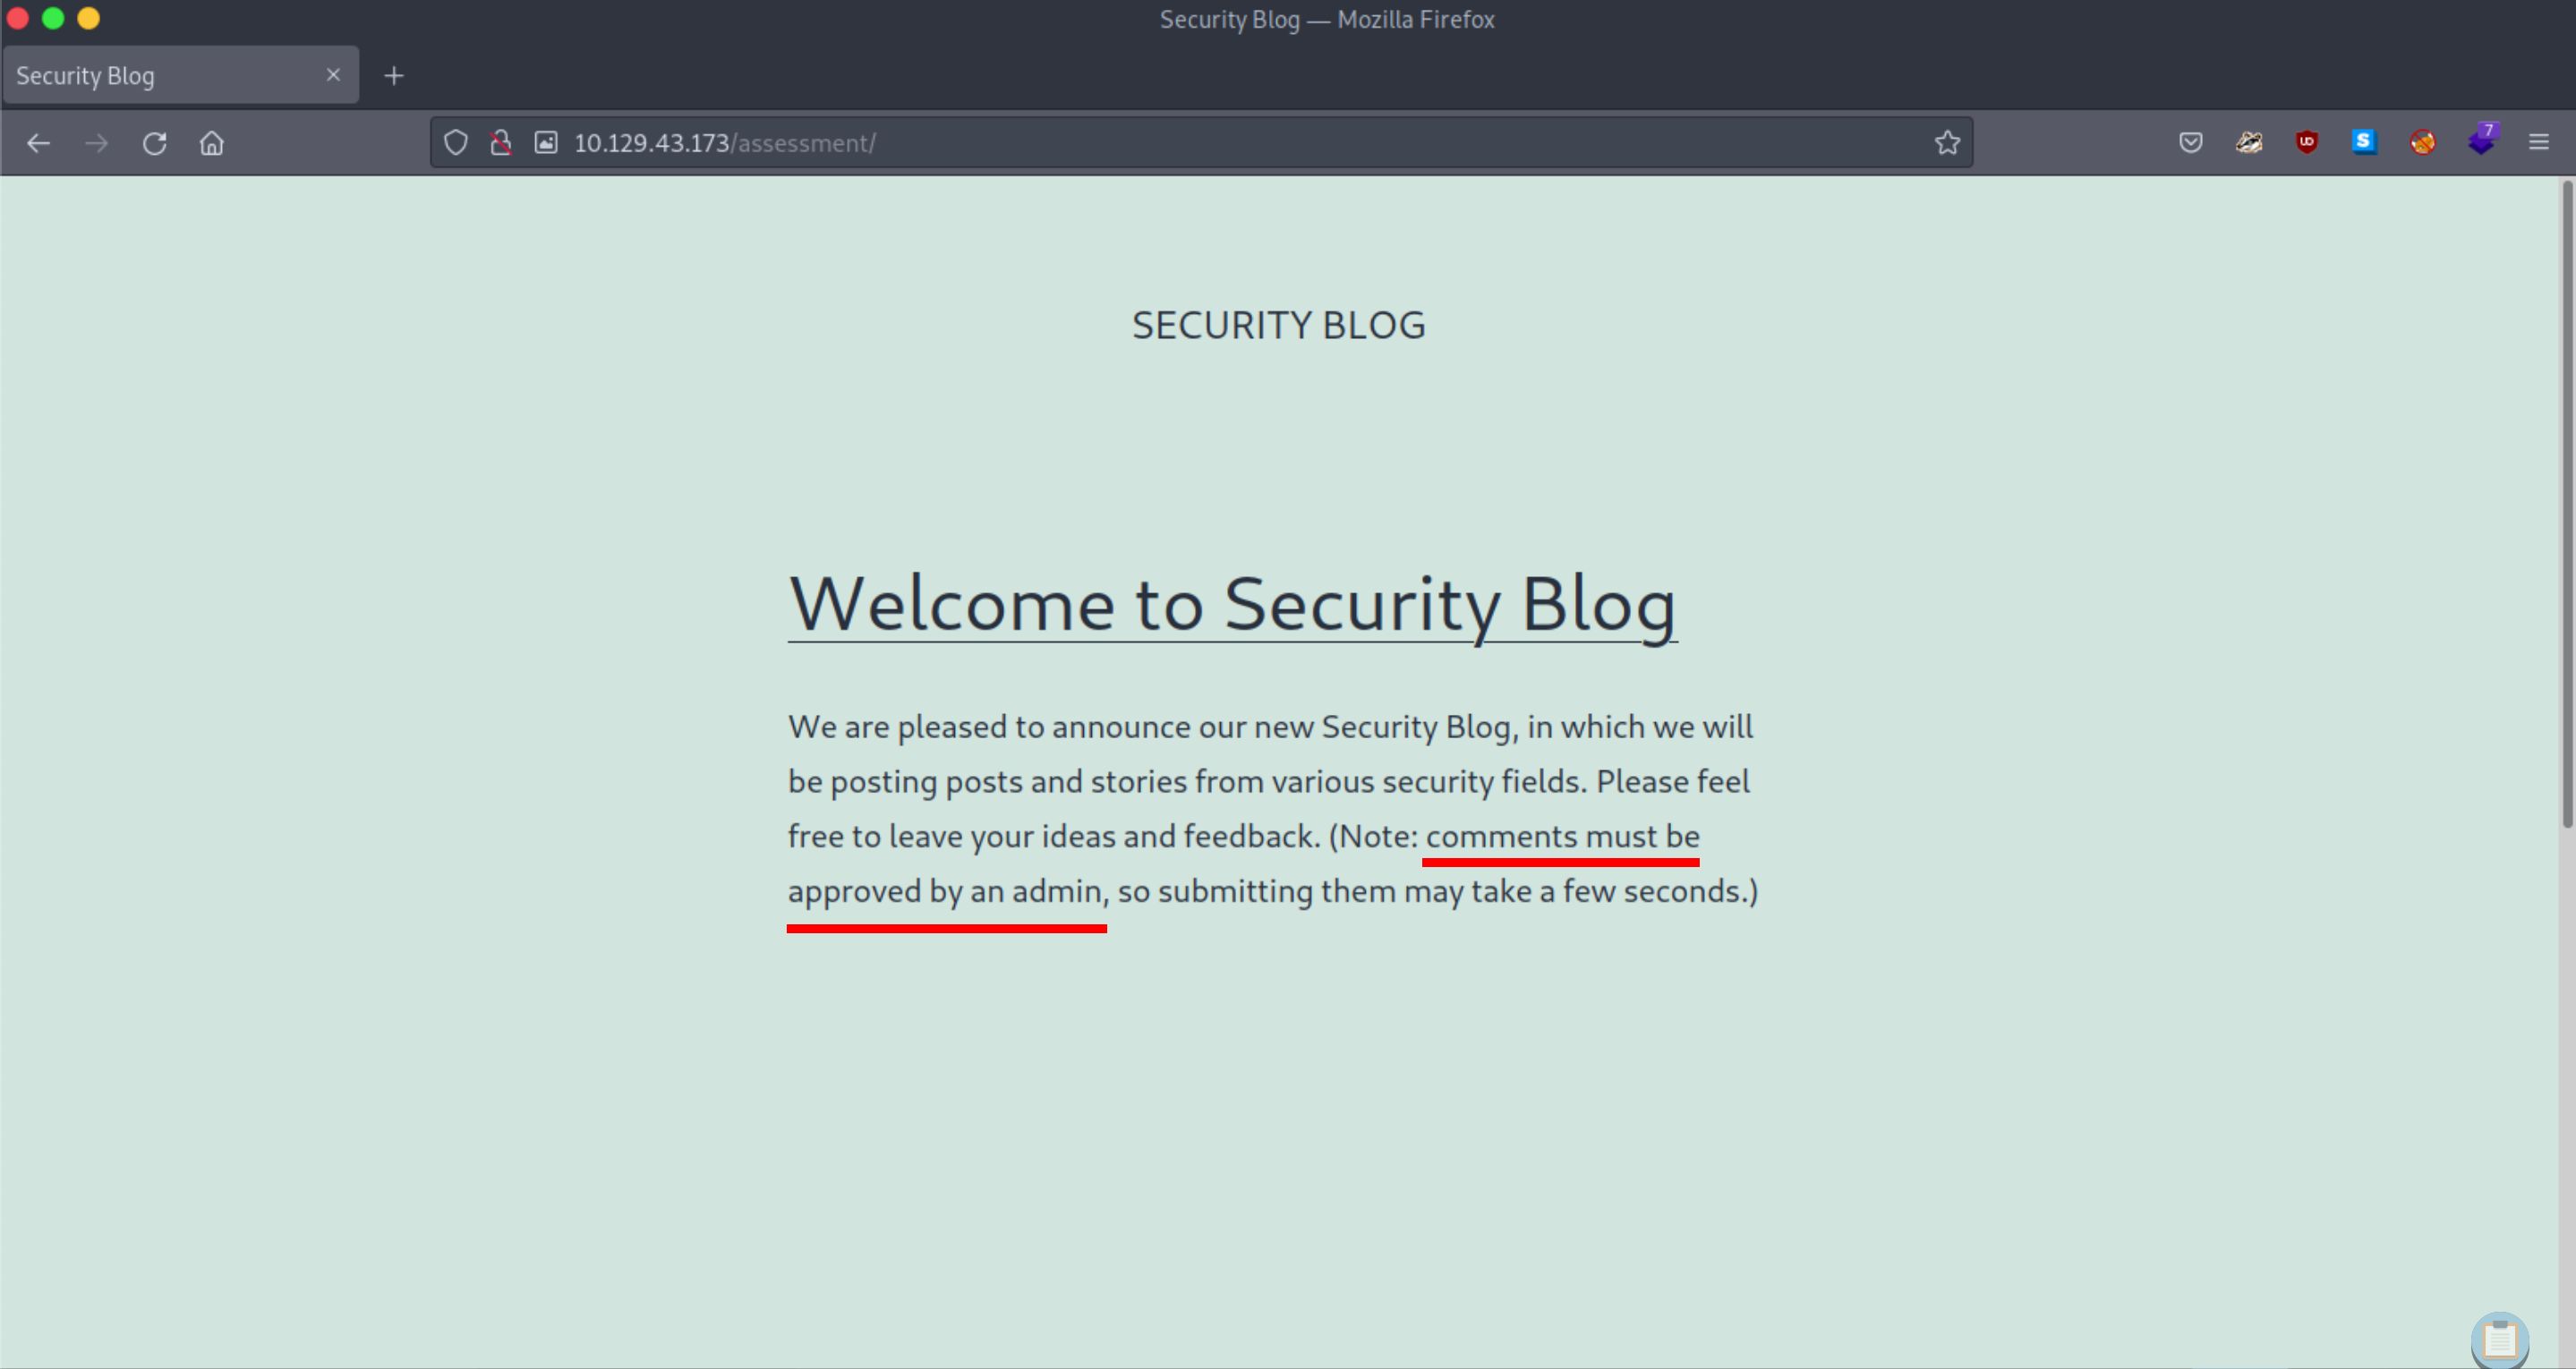 Security Blog — Mozilla Firefox
Security Blog
10.129.43.173/assessment/
7
SECURITY BLOG
Welcome to Security Blog
We are pleased to announce our new Security Blog, in which we will
be posting posts and stories from various security fields. Please feel
free to leave your ideas and feedback. (Note: comments must be
approved by an admin, so submitting them may take a few seconds.)